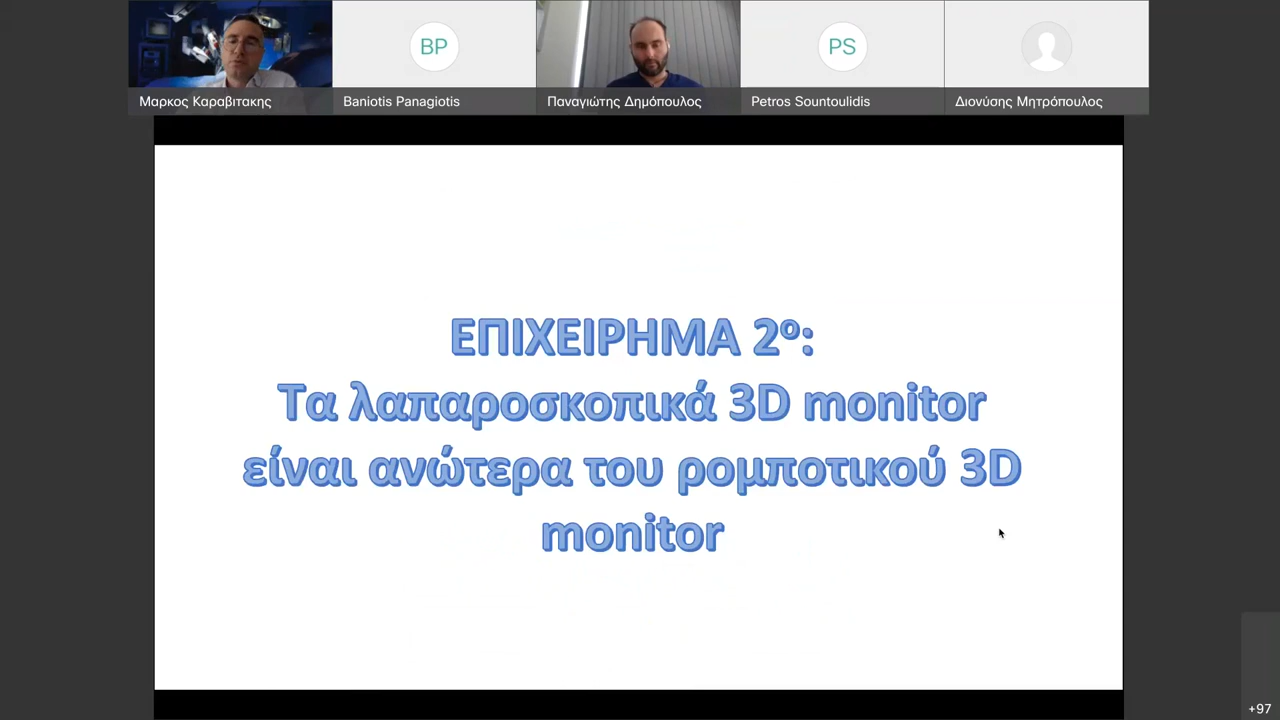 BP
PS
Μαρκος Καραβιτακης
Baniotis Panagiotis
Παναγιώτης Δημόπουλος
Petros Sountoulidis
Διονύσης Μητρόπουλος
ΕΠΙΧΕΙΡΗΜΑ 2º:
Τα λαπαροσκοπικά 3D monitor
είναι ανώτερα του ρομποτικού 3D
monitor
+97